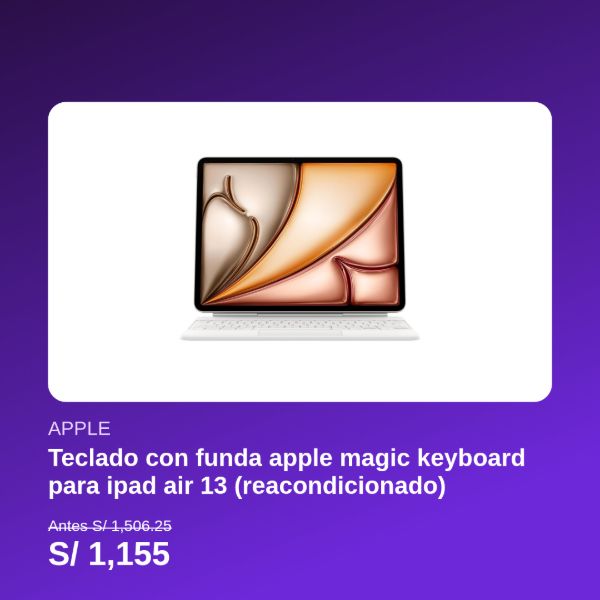 APPLE
Teclado con funda apple magic keyboard
para ipad air 13 (reacondicionado)
Antes S/ 1,506.25
S/ 1,155